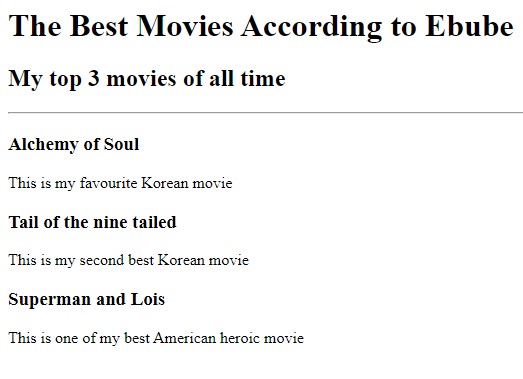 The Best Movies According to Ebube
My top 3 movies of all time
Alchemy of Soul
This is my favourite Korean movie
Tail of the nine tailed
This is my second best Korean movie
Superman and Lois
This is one of my best American heroic movie